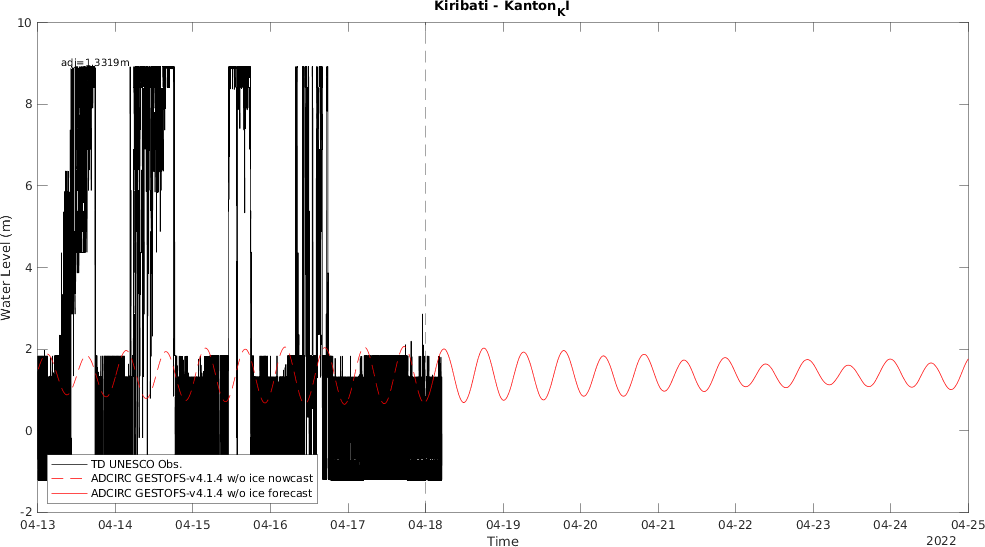 Kiribati - Kanton_KI
adj=1.3319m
10
8
6
4
2
0
-2
Water Level (m)
TD UNESCO Obs.
ADCIRC GESTOFS-v4.1.4 w/o ice nowcast
ADCIRC GESTOFS-v4.1.4 w/o ice forecast
04-13 04-14 04-15 04-16 04-17 04-18 04-19 04-20 04-21 04-22 04-23 04-24 04-25
Time
2022